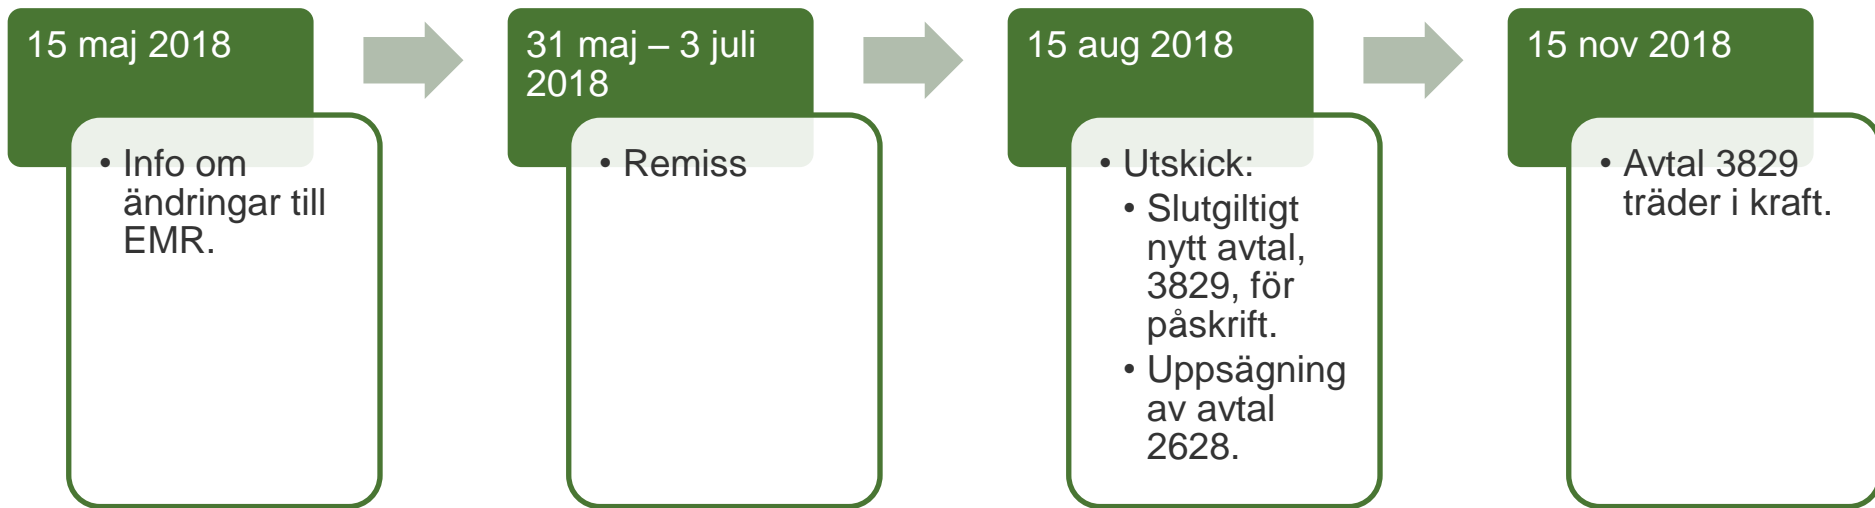 15 maj 2018
• Info om
ändringar till
EMR.
31 maj – 3 juli
2018
• Remiss
15 aug 2018
• Utskick:
• Slutgiltigt
nytt avtal,
3829, för
påskrift.
• Uppsägning
av avtal
2628.
15 nov 2018
• Avtal 3829
träder i kraft.